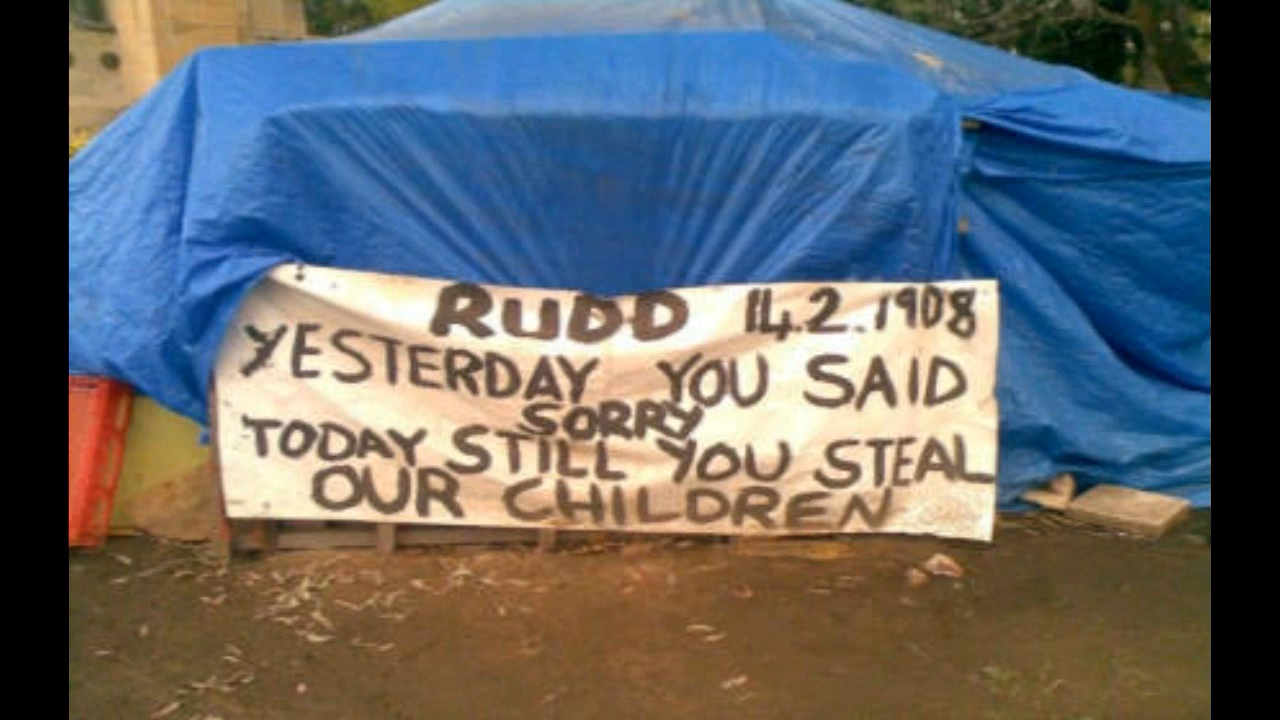 RUDD 14.2.1908
YESTERDAY YOU SAID
SORRY
TODAY STILL YOU STEAL
OUR CHILDREN